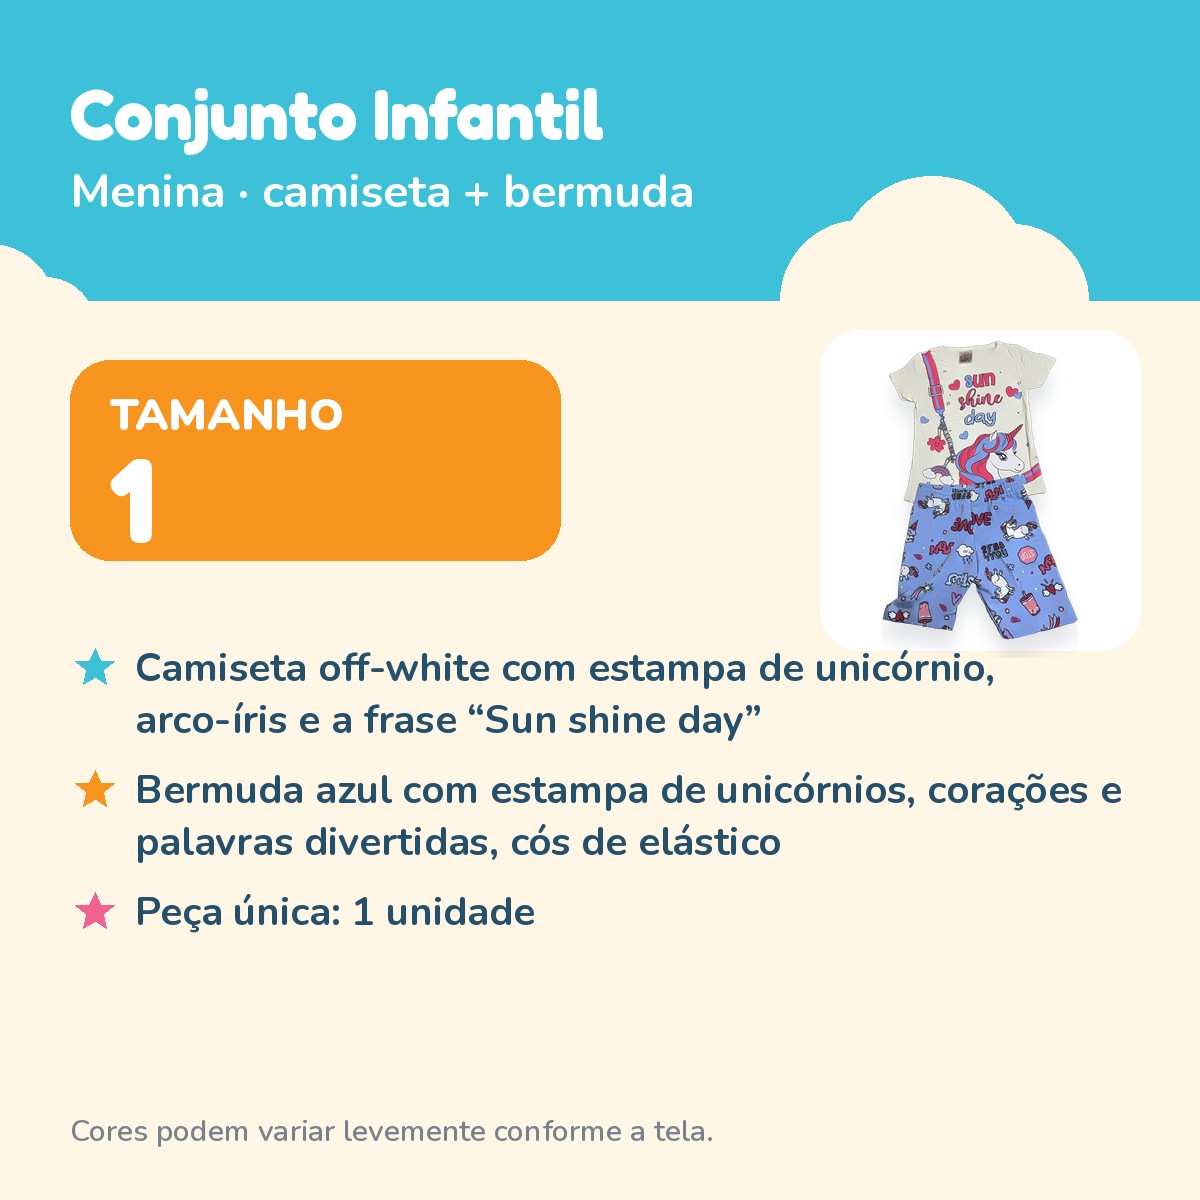 Conjunto Infantil
Menina · camiseta + bermuda
TAMANHO
1
sun
shine
day
Camiseta off-white com estampa de unicórnio,
arco-íris e a frase “Sun shine day”
Bermuda azul com estampa de unicórnios, corações e
palavras divertidas, cós de elástico
Peça única: 1 unidade
Cores podem variar levemente conforme a tela.